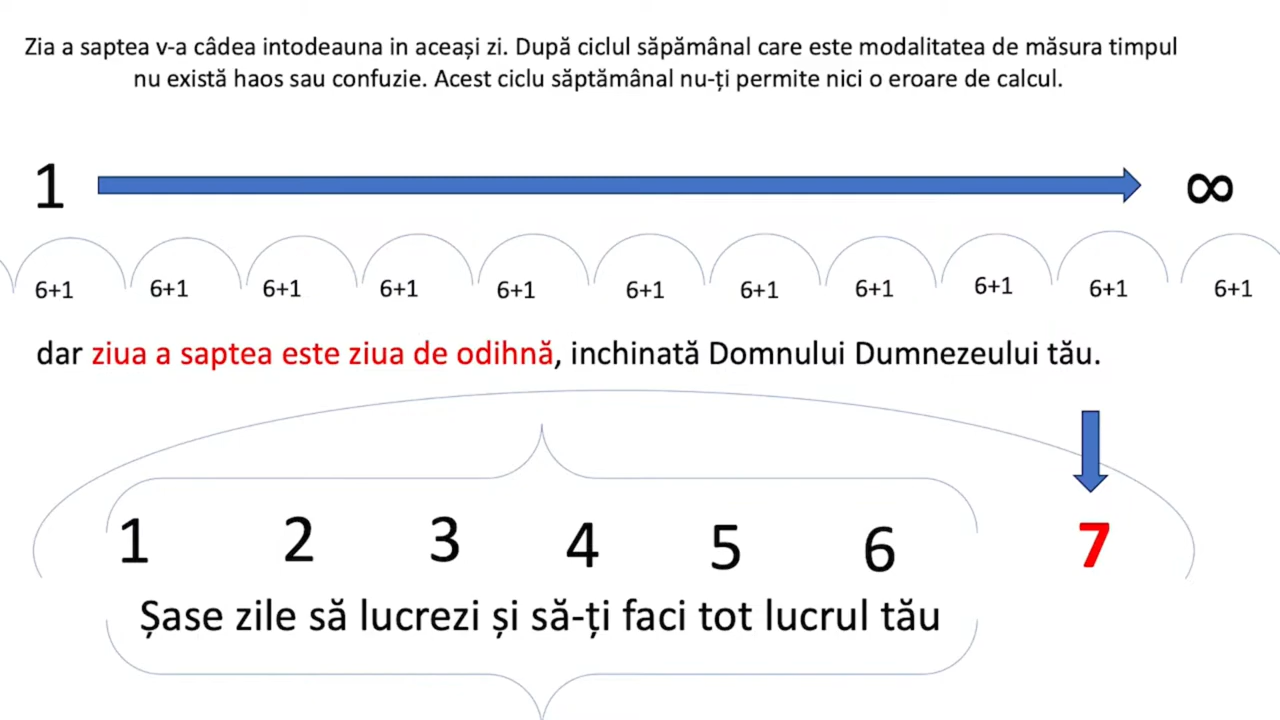 Zia a saptea v-a câdea intodeauna in aceași zi. După ciclul săpămânal care este modalitatea de măsura timpul
nu există haos sau confuzie. Acest ciclu săptămânal nu-ți permite nici o eroare de calcul.
1 ∞
6+1 6+1 6+1 6+1 6+1 6+1 6+1 6+1 6+1 6+1 6+1
dar ziua a saptea este ziua de odihnă, inchinată Domnului Dumnezeului tău.
1 2 3 4 5 6 7
Șase zile să lucrezi și să-ți faci tot lucrul tău